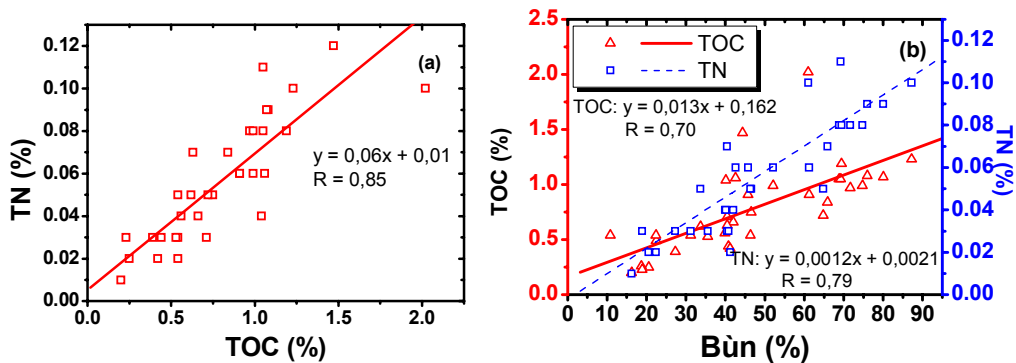 (a)
TN (%)
0.12
0.10
0.08
0.06
0.04
0.02
0.00
y = 0,06x + 0,01
R = 0,85
0.0 0.5 1.0 1.5 2.0
TOC (%)
(b)
TOC (%)
2.5
2.0
1.5
1.0
0.5
0.0
TOC
TN
TOC: y = 0,013x + 0,162
R = 0,70
TN: y = 0,0012x + 0,0021
R = 0,79
0.13
0.12
0.10
0.08
0.06
0.04
0.02
0.00
TN (%)
0 10 20 30 40 50 60 70 80 90
Bùn (%)